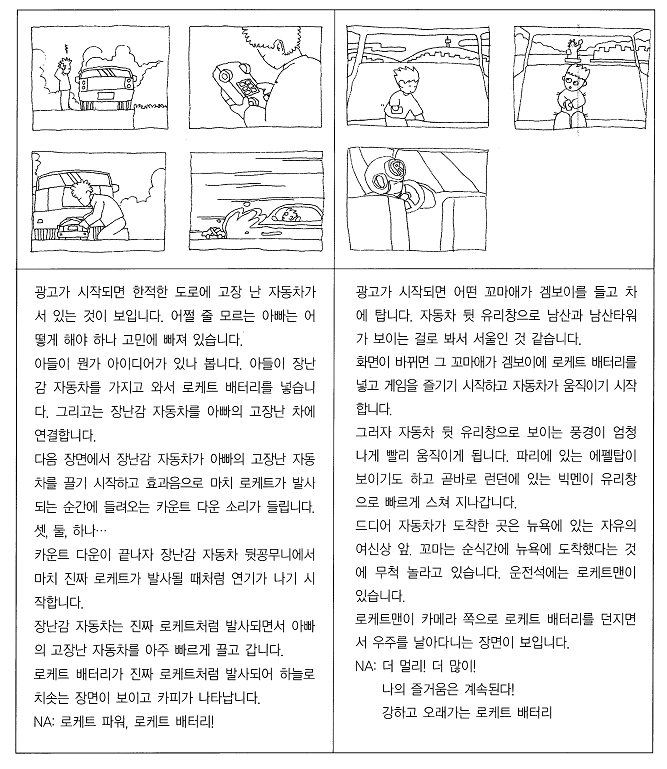 광고가 시작되면 한적한 도로에 고장 난 자동차가
서 있는 것이 보입니다. 어쩔 줄 모르는 아빠는 어
떻게 해야 하나 고민에 빠져 있습니다.
아들이 뭔가 아이디어가 있나 봅니다. 아들이 장난
감 자동차를 가지고 와서 로케트 배터리를 넣습니
다. 그리고는 장난감 자동차를 아빠의 고장난 차에
연결합니다.
다음 장면에서 장난감 자동차가 아빠의 고장난 자동
차를 끌기 시작하고 효과음으로 마치 로케트가 발사
되는 순간에 들려오는 카운트 다운 소리가 들립니다.
셋, 둘, 하나…
카운트 다운이 끝나자 장난감 자동차 뒷꽁무니에서
마치 진짜 로케트가 발사될 때처럼 연기가 나기 시
작합니다.
장난감 자동차는 진짜 로케트처럼 발사되면서 아빠
의 고장난 자동차를 아주 빠르게 끌고 갑니다.
로케트 배터리가 진짜 로케트처럼 발사되어 하늘로
치솟는 장면이 보이고 카피가 나타납니다.
NA: 로케트 파워, 로케트 배터리!
광고가 시작되면 어떤 꼬마애가 겜보이를 들고 차
에 탑니다. 자동차 뒷 유리창으로 남산과 남산타워
가 보이는 걸로 봐서 서울인 것 같습니다.
화면이 바뀌면 그 꼬마애가 겜보이에 로케트 배터리를
넣고 게임을 즐기기 시작하고 자동차가 움직이기 시작
합니다.
그러자 자동차 뒷 유리창으로 보이는 풍경이 엄청
나게 빨리 움직이게 됩니다. 파리에 있는 에펠탑이
보이기도 하고 곧바로 런던에 있는 빅멘이 유리창
으로 빠르게 스쳐 지나갑니다.
드디어 자동차가 도착한 곳은 뉴욕에 있는 자유의
여신상 앞. 꼬마는 순식간에 뉴욕에 도착했다는 것
에 무척 놀라고 있습니다. 운전석에는 로케트맨이
있습니다.
로케트맨이 카메라 쪽으로 로케트 배터리를 던지면
서 우주를 날아다니는 장면이 보입니다.
NA: 더 멀리! 더 많이!
나의 즐거움은 계속된다!
강하고 오래가는 로케트 배터리